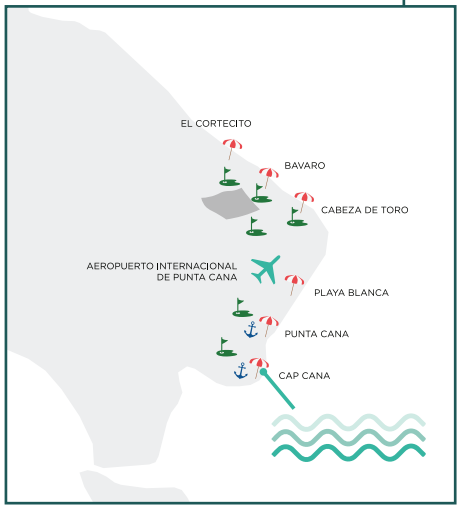 EL CORTECITO
BAVARO
CABEZA DE TORO
AEROPUERTO INTERNACIONAL
DE PUNTA CANA
PLAYA BLANCA
PUNTA CANA
CAP CANA